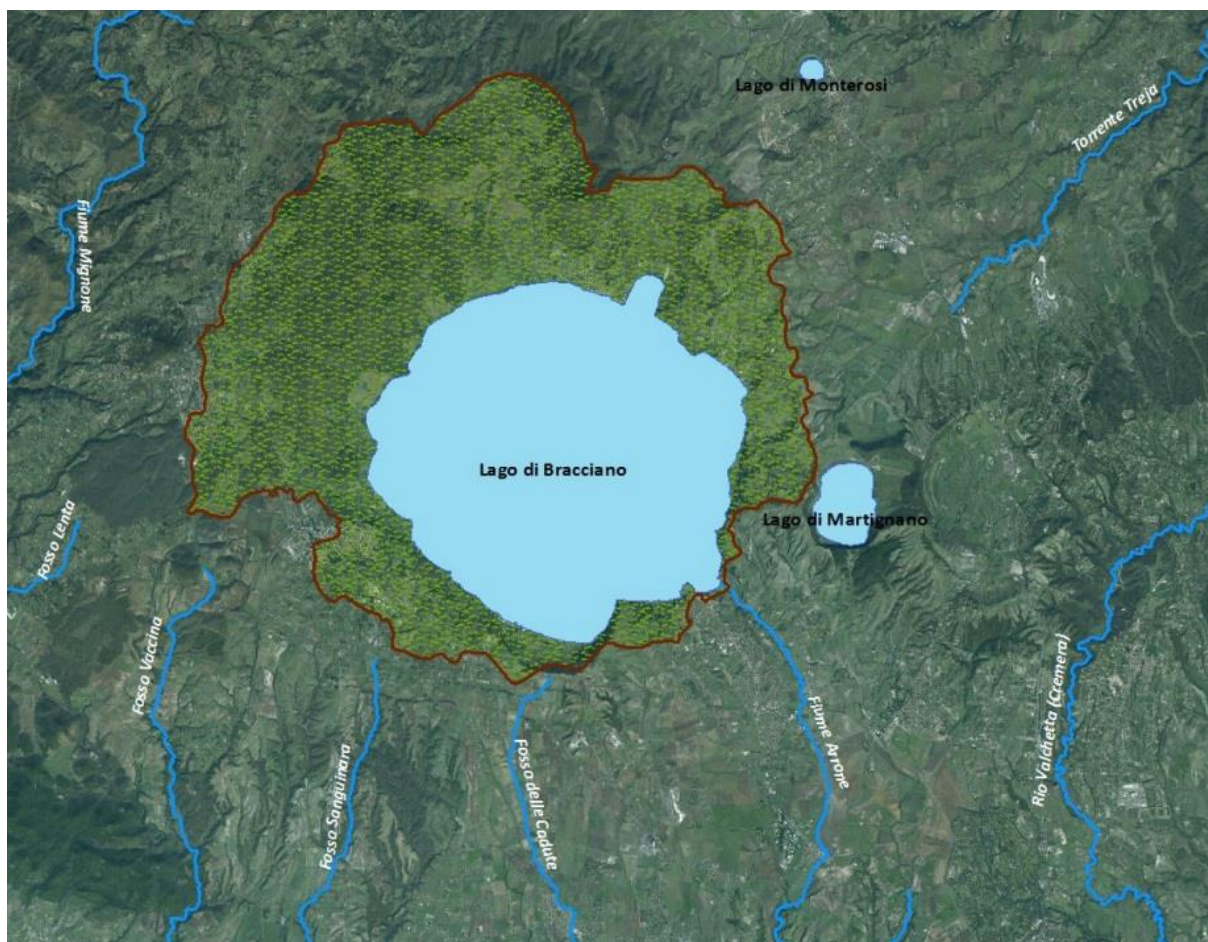 Lago di Monterosi
Torrente Treja
Fiume Mignone
Lago di Bracciano
Lago di Martignano
Fosso Lenta
Fosso Vaccina
Fosso Sanguinara
Fosso delle Cadute
Fiume Arrone
Rio Valchetta (Cremera)